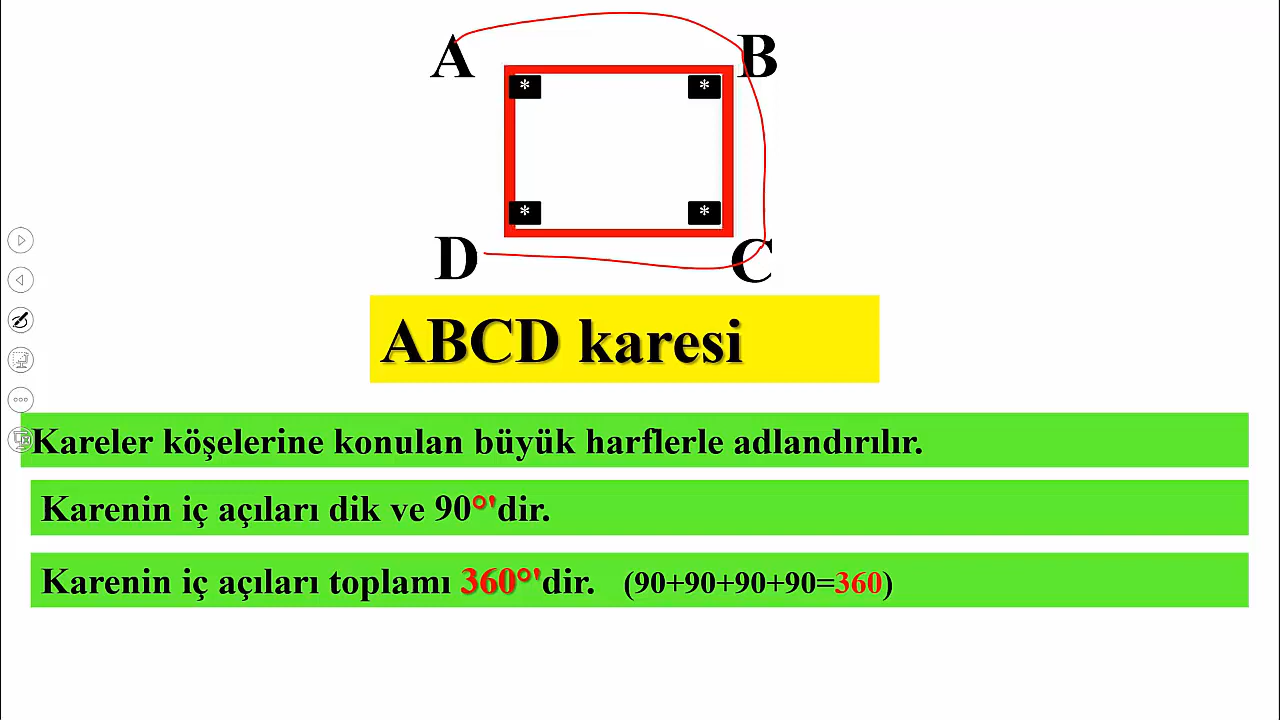 A B
* *
* *
D C
ABCD karesi
Kareler köşelerine konulan büyük harflerle adlandırılır.
Karenin iç açıları dik ve 90°'dir.
Karenin iç açıları toplamı 360°'dir. (90+90+90+90=360)